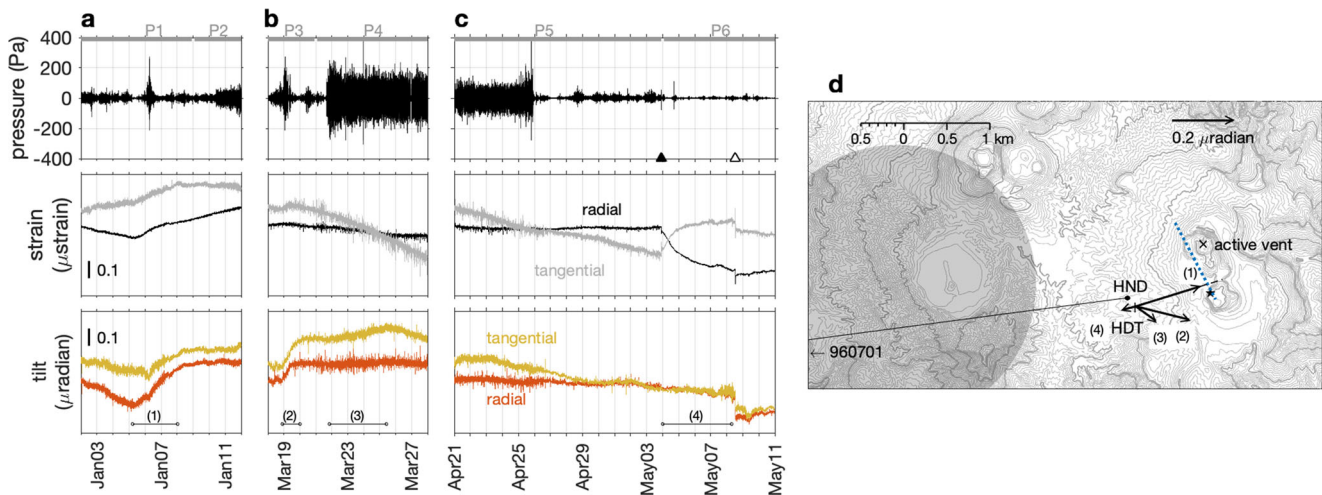 a
b
c
P1
P2
P3
P4
P5
P6
400
200
0
-200
-400
pressure (Pa)
strain
(μstrain)
0.1
radial
tangential
tilt
(μradian)
0.1
tangential
radial
(1)
(2)
(3)
(4)
Jan03
Jan07
Jan11
Mar19
Mar23
Mar27
Apr21
Apr25
Apr29
May03
May07
May11
d
0.5 0 0.5 1 km
0.2 μradian
× active vent
(1)
HND
(4) HDT (3) (2)
← 960701